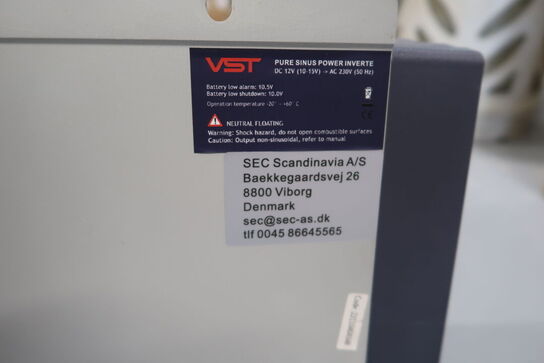 VST
PURE SINUS POWER INVERTE
DC 12V (10-15V) -> AC 230V (50 Hz)
Battery low alarm: 10.5V
Battery low shutdown: 10.0V
Operation temperature -20° - +60° C
NEUTRAL FLOATING
Warning: Shock hazard, do not open combustible surfaces
Caution: Output non-sinusoidal, refer to manual
CE
SEC Scandinavia A/S
Baekkegaardsvej 26
8800 Viborg
Denmark
sec@sec-as.dk
tlf 0045 86645565
Code: